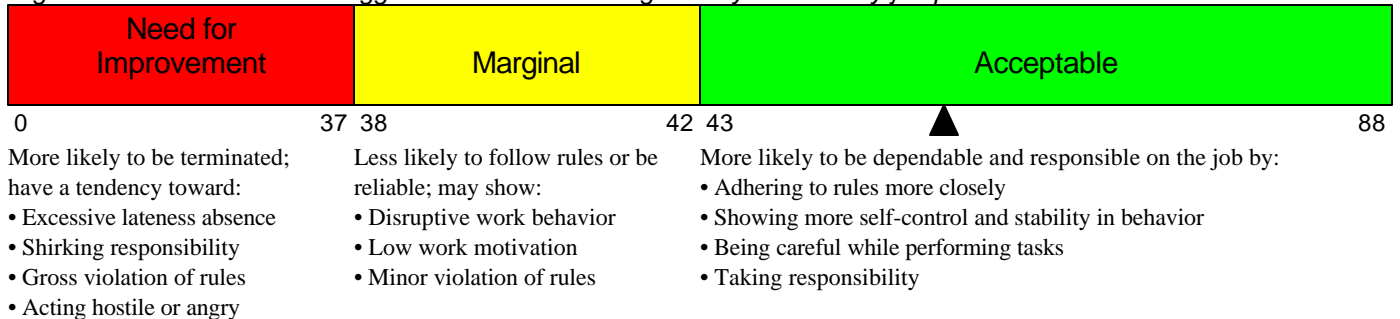 Need for
Improvement
Marginal
Acceptable
0 37 38 42 43 88
More likely to be terminated;
have a tendency toward:
• Excessive lateness absence
• Shirking responsibility
• Gross violation of rules
• Acting hostile or angry
Less likely to follow rules or be
reliable; may show:
• Disruptive work behavior
• Low work motivation
• Minor violation of rules
More likely to be dependable and responsible on the job by:
• Adhering to rules more closely
• Showing more self-control and stability in behavior
• Being careful while performing tasks
• Taking responsibility